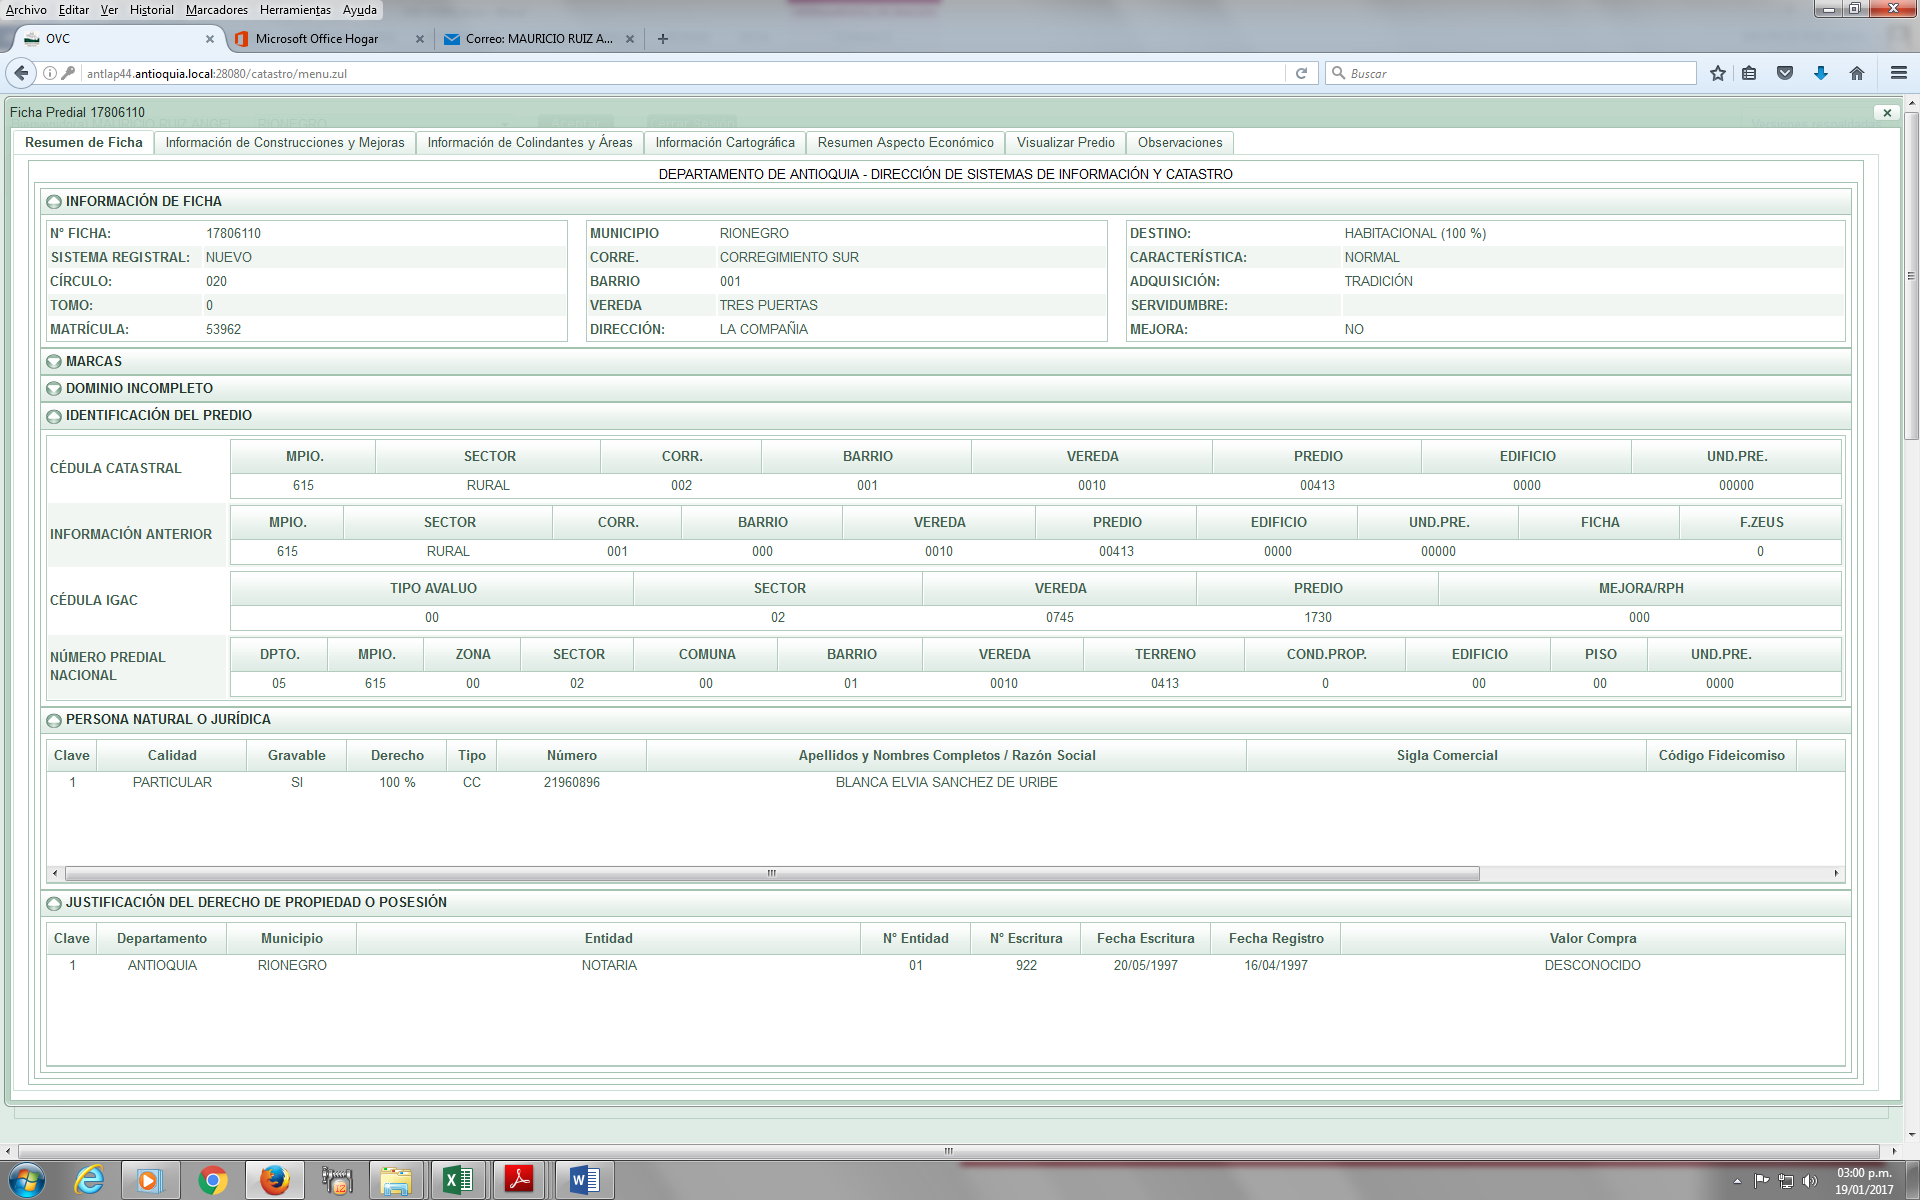 Archivo Editar Ver Historial Marcadores Herramientas Ayuda
OVC Microsoft Office Hogar Correo: MAURICIO RUIZ A...
antlap44.antioquia.local:28080/catastro/menu.zul Buscar
Ficha Predial 17806110
Resumen de Ficha Información de Construcciones y Mejoras Información de Colindantes y Áreas Información Cartográfica Resumen Aspecto Económico Visualizar Predio Observaciones
DEPARTAMENTO DE ANTIOQUIA - DIRECCIÓN DE SISTEMAS DE INFORMACIÓN Y CATASTRO
INFORMACIÓN DE FICHA
N° FICHA: 17806110 MUNICIPIO RIONEGRO DESTINO: HABITACIONAL (100 %)
SISTEMA REGISTRAL: NUEVO CORRE. CORREGIMIENTO SUR CARACTERÍSTICA: NORMAL
CÍRCULO: 020 BARRIO 001 ADQUISICIÓN: TRADICIÓN
TOMO: 0 VEREDA TRES PUERTAS SERVIDUMBRE:
MATRÍCULA: 53962 DIRECCIÓN: LA COMPAÑIA MEJORA: NO
MARCAS
DOMINIO INCOMPLETO
IDENTIFICACIÓN DEL PREDIO
CÉDULA CATASTRAL
MPIO. SECTOR CORR. BARRIO VEREDA PREDIO EDIFICIO UND.PRE.
615 RURAL 002 001 0010 00413 0000 00000
INFORMACIÓN ANTERIOR
MPIO. SECTOR CORR. BARRIO VEREDA PREDIO EDIFICIO UND.PRE. FICHA F.ZEUS
615 RURAL 001 000 0010 00413 0000 00000 0
CÉDULA IGAC
TIPO AVALUO SECTOR VEREDA PREDIO MEJORA/RPH
00 02 0745 1730 000
NÚMERO PREDIAL NACIONAL
DPTO. MPIO. ZONA SECTOR COMUNA BARRIO VEREDA TERRENO COND.PROP. EDIFICIO PISO UND.PRE.
05 615 00 02 00 01 0010 0413 0 00 00 0000
PERSONA NATURAL O JURÍDICA
Clave Calidad Gravable Derecho Tipo Número Apellidos y Nombres Completos / Razón Social Sigla Comercial Código Fideicomiso
1 PARTICULAR SI 100 % CC 21960896 BLANCA ELVIA SANCHEZ DE URIBE
JUSTIFICACIÓN DEL DERECHO DE PROPIEDAD O POSESIÓN
Clave Departamento Municipio Entidad N° Entidad N° Escritura Fecha Escritura Fecha Registro Valor Compra
1 ANTIOQUIA RIONEGRO NOTARIA 01 922 20/05/1997 16/04/1997 DESCONOCIDO
03:00 p.m.
19/01/2017